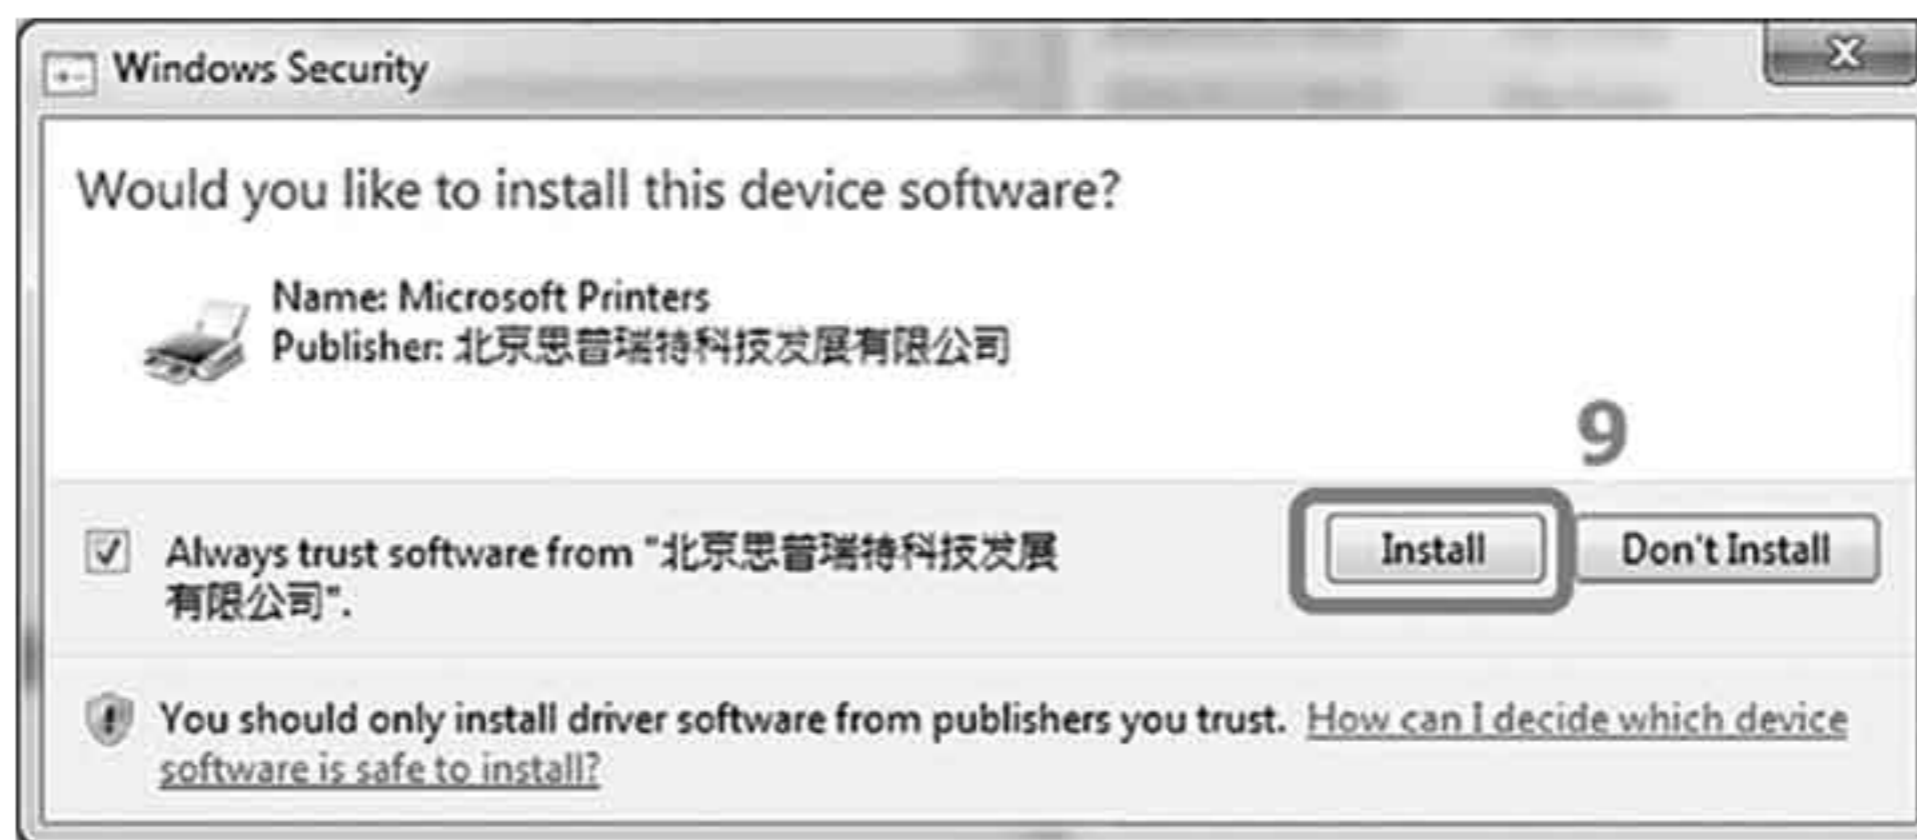 Windows Security
Would you like to install this device software?
Name: Microsoft Printers
Publisher: 北京思普瑞特科技发展有限公司
9
Always trust software from "北京思普瑞特科技发展
有限公司".
Install
Don't Install
You should only install driver software from publishers you trust. How can I decide which device
software is safe to install?